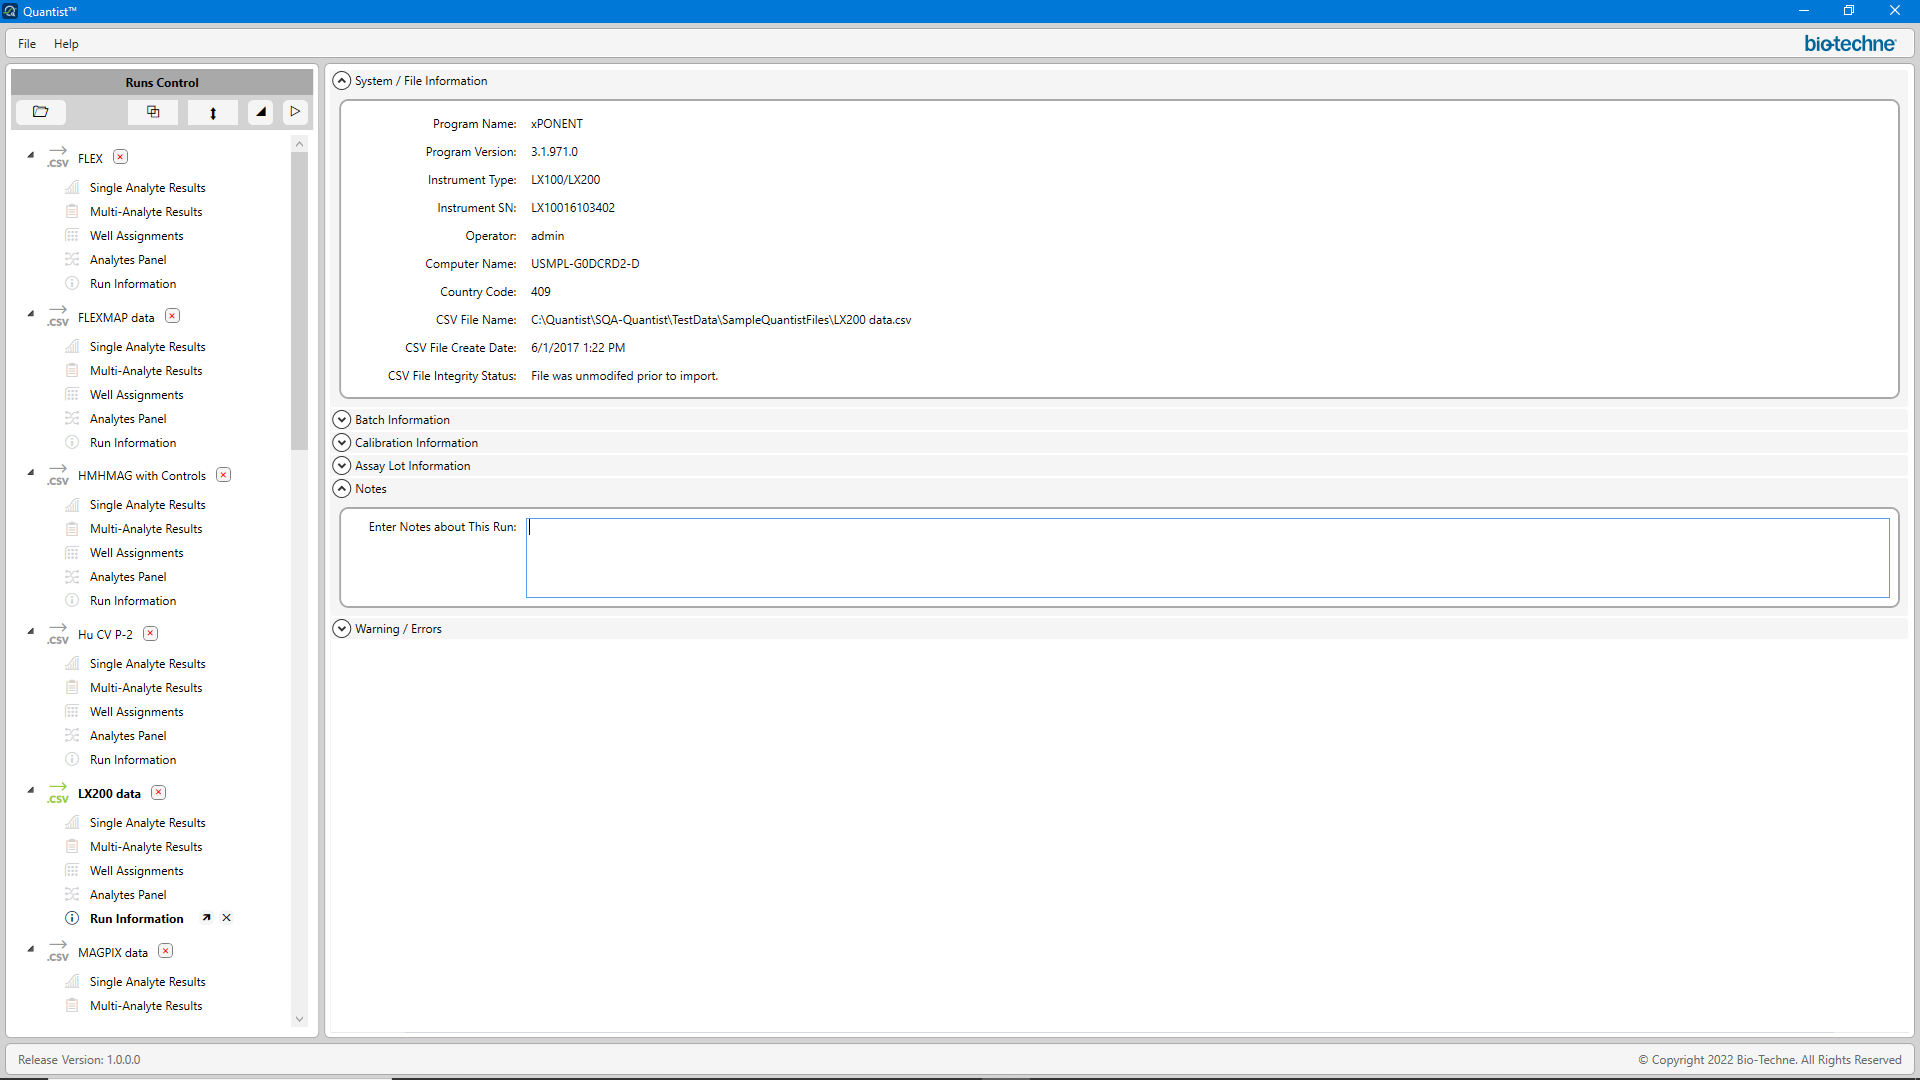 Quantist™
File Help
bio-techne
Runs Control
.CSV FLEX
Single Analyte Results
Multi-Analyte Results
Well Assignments
Analytes Panel
Run Information
.CSV FLEXMAP data
Single Analyte Results
Multi-Analyte Results
Well Assignments
Analytes Panel
Run Information
.CSV HMHMAG with Controls
Single Analyte Results
Multi-Analyte Results
Well Assignments
Analytes Panel
Run Information
.CSV Hu CV P-2
Single Analyte Results
Multi-Analyte Results
Well Assignments
Analytes Panel
Run Information
.CSV LX200 data
Single Analyte Results
Multi-Analyte Results
Well Assignments
Analytes Panel
Run Information
.CSV MAGPIX data
Single Analyte Results
Multi-Analyte Results
System / File Information
Program Name: xPONENT
Program Version: 3.1.971.0
Instrument Type: LX100/LX200
Instrument SN: LX10016103402
Operator: admin
Computer Name: USMPL-G0DCRD2-D
Country Code: 409
CSV File Name: C:\Quantist\SQA-Quantist\TestData\SampleQuantistFiles\LX200 data.csv
CSV File Create Date: 6/1/2017 1:22 PM
CSV File Integrity Status: File was unmodifed prior to import.
Batch Information
Calibration Information
Assay Lot Information
Notes
Enter Notes about This Run:
Warning / Errors
Release Version: 1.0.0.0
© Copyright 2022 Bio-Techne. All Rights Reserved